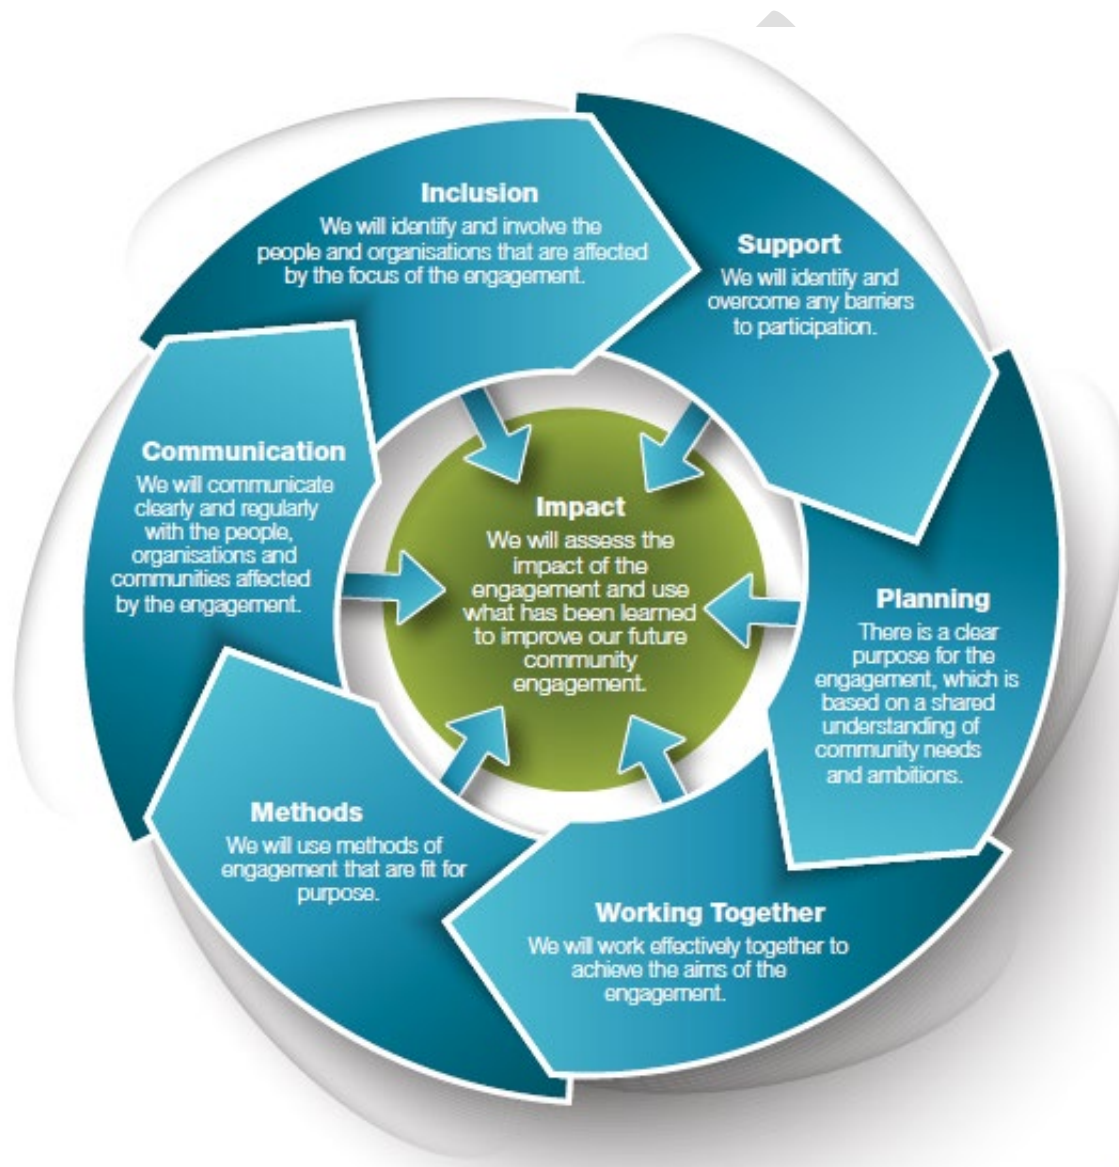 Inclusion
We will identify and involve the
people and organisations that are affected
by the focus of the engagement.
Support
We will identify and
overcome any barriers
to participation.
Planning
There is a clear
purpose for the
engagement, which is
based on a shared
understanding of
community needs
and ambitions.
Working Together
We will work effectively together to
achieve the aims of the
engagement.
Methods
We will use methods of
engagement that are fit for
purpose.
Communication
We will communicate
clearly and regularly
with the people,
organisations and
communities affected
by the engagement.
Impact
We will assess the
impact of the
engagement and use
what has been learned
to improve our future
community
engagement.